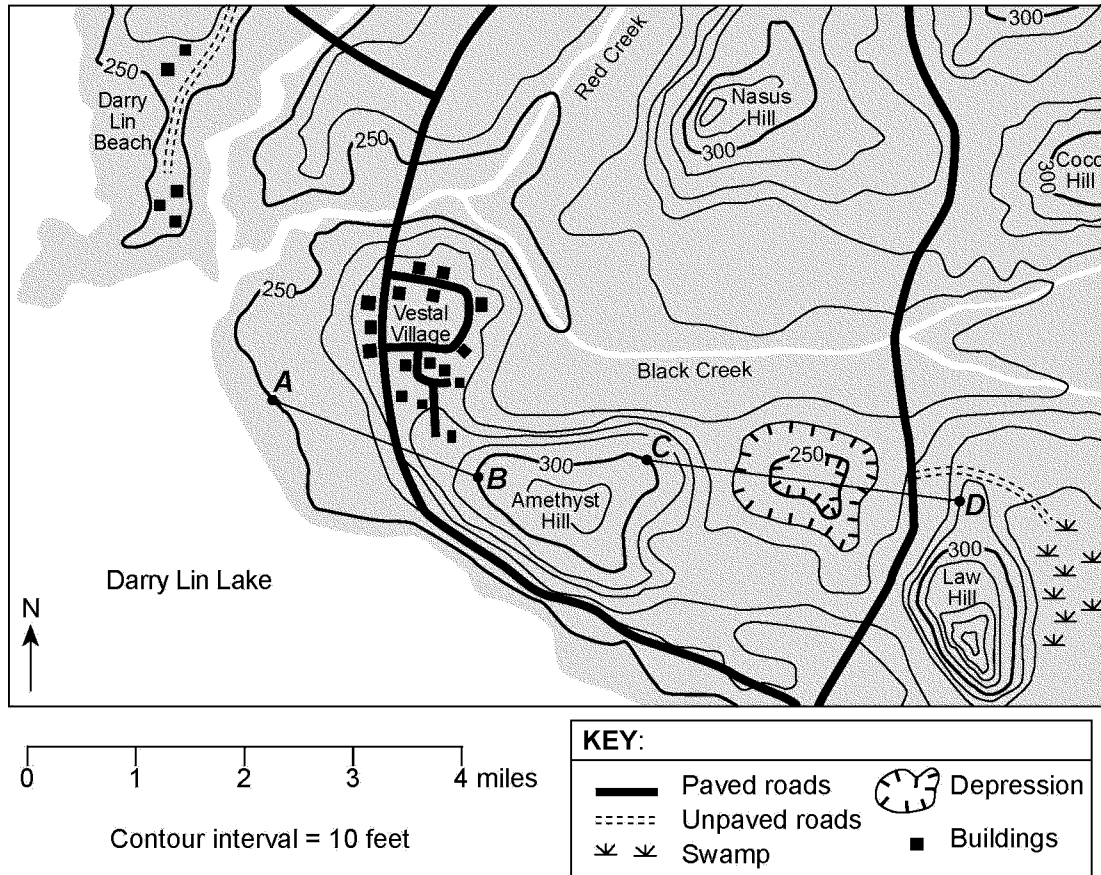 300
250
Darry
Lin
Beach
Red Creek
Nasus
Hill
300
250
300
Coco
Hill
250
Vestal
Village
Black Creek
A
B
300
C
250
Amethyst
Hill
D
300
Law
Hill
Darry Lin Lake
N
0 1 2 3 4 miles
Contour interval = 10 feet
KEY:
Paved roads
Depression
Unpaved roads
Buildings
Swamp